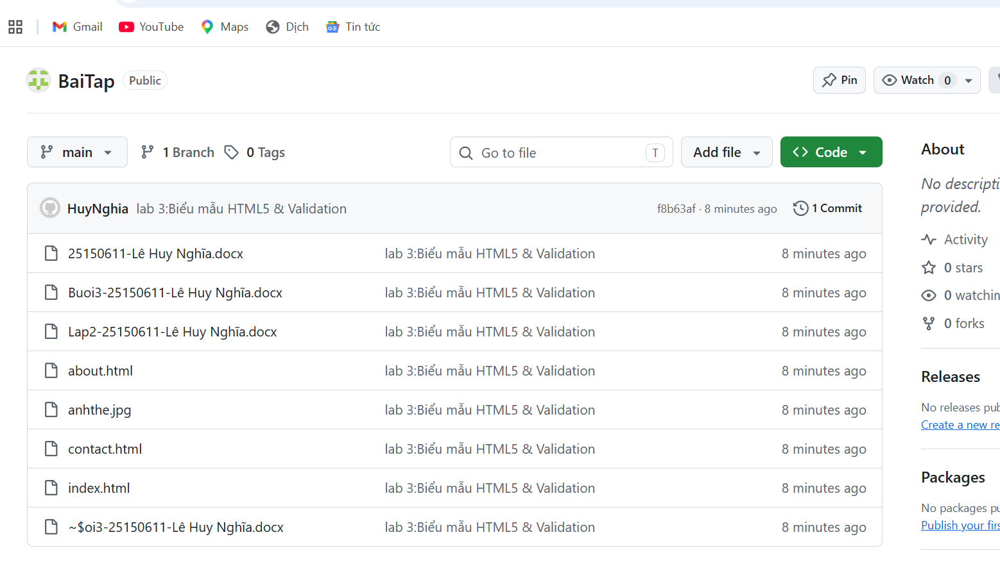 Gmail YouTube Maps Dịch Tin tức
BaiTap Public Pin Watch 0
main 1 Branch 0 Tags Go to file T Add file Code
HuyNghia lab 3:Biểu mẫu HTML5 & Validation f8b63af · 8 minutes ago 1 Commit
25150611-Lê Huy Nghĩa.docx lab 3:Biểu mẫu HTML5 & Validation 8 minutes ago
Buoi3-25150611-Lê Huy Nghĩa.docx lab 3:Biểu mẫu HTML5 & Validation 8 minutes ago
Lap2-25150611-Lê Huy Nghĩa.docx lab 3:Biểu mẫu HTML5 & Validation 8 minutes ago
about.html lab 3:Biểu mẫu HTML5 & Validation 8 minutes ago
anhthe.jpg lab 3:Biểu mẫu HTML5 & Validation 8 minutes ago
contact.html lab 3:Biểu mẫu HTML5 & Validation 8 minutes ago
index.html lab 3:Biểu mẫu HTML5 & Validation 8 minutes ago
~$oi3-25150611-Lê Huy Nghĩa.docx lab 3:Biểu mẫu HTML5 & Validation 8 minutes ago
About
No descripti
provided.
Activity
0 stars
0 watchin
0 forks
Releases
No releases pub
Create a new re
Packages
No packages pu
Publish your firs